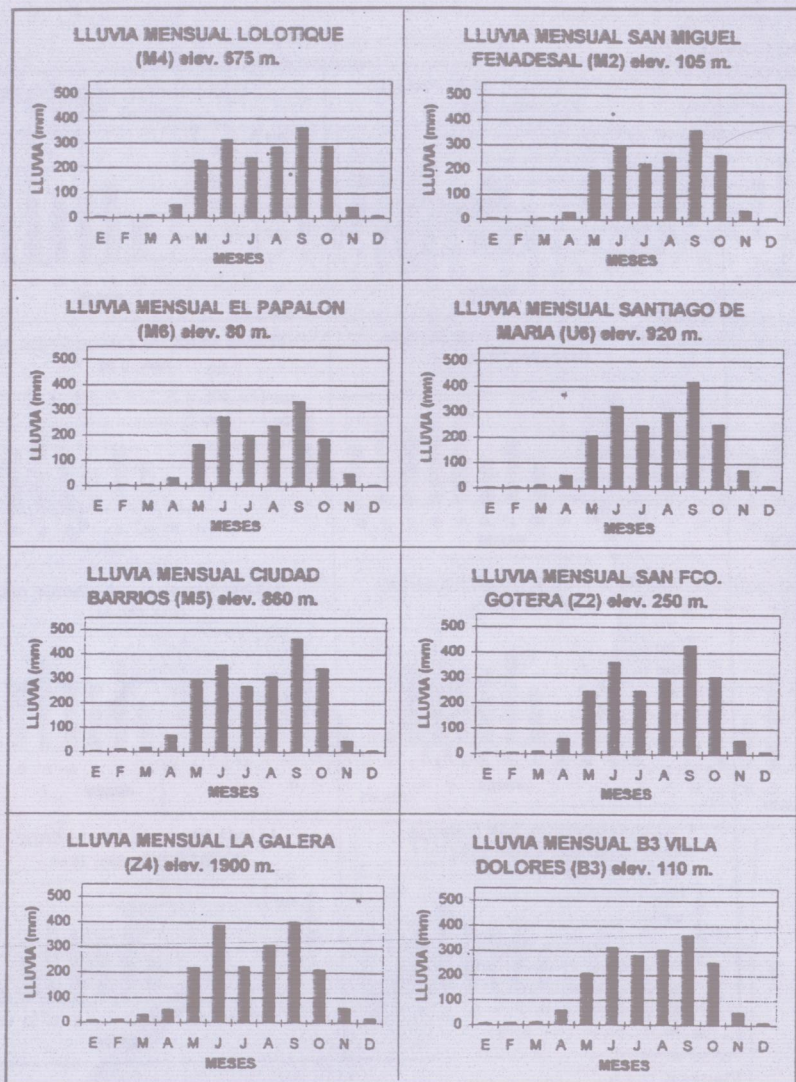 LLUVIA MENSUAL LOLOTIQUE
(M4) elev. 675 m.
LLUVIA (mm)
500
400
300
200
100
0
E F M A M J J A S O N D
MESES
LLUVIA MENSUAL SAN MIGUEL
FENADESAL (M2) elev. 105 m.
LLUVIA (mm)
500
400
300
200
100
0
E F M A M J J A S O N D
MESES
LLUVIA MENSUAL EL PAPALON
(M6) elev. 80 m.
LLUVIA (mm)
500
400
300
200
100
0
E F M A M J J A S O N D
MESES
LLUVIA MENSUAL SANTIAGO DE
MARIA (U6) elev. 920 m.
LLUVIA (mm)
500
400
300
200
100
0
E F M A M J J A S O N D
MESES
LLUVIA MENSUAL CIUDAD
BARRIOS (M5) elev. 860 m.
LLUVIA (mm)
500
400
300
200
100
0
E F M A M J J A S O N D
MESES
LLUVIA MENSUAL SAN FCO.
GOTERA (Z2) elev. 250 m.
LLUVIA (mm)
500
400
300
200
100
0
E F M A M J J A S O N D
MESES
LLUVIA MENSUAL LA GALERA
(Z4) elev. 1900 m.
LLUVIA (mm)
500
400
300
200
100
0
E F M A M J J A S O N D
MESES
LLUVIA MENSUAL B3 VILLA
DOLORES (B3) elev. 110 m.
LLUVIA (mm)
500
400
300
200
100
0
E F M A M J J A S O N D
MESES